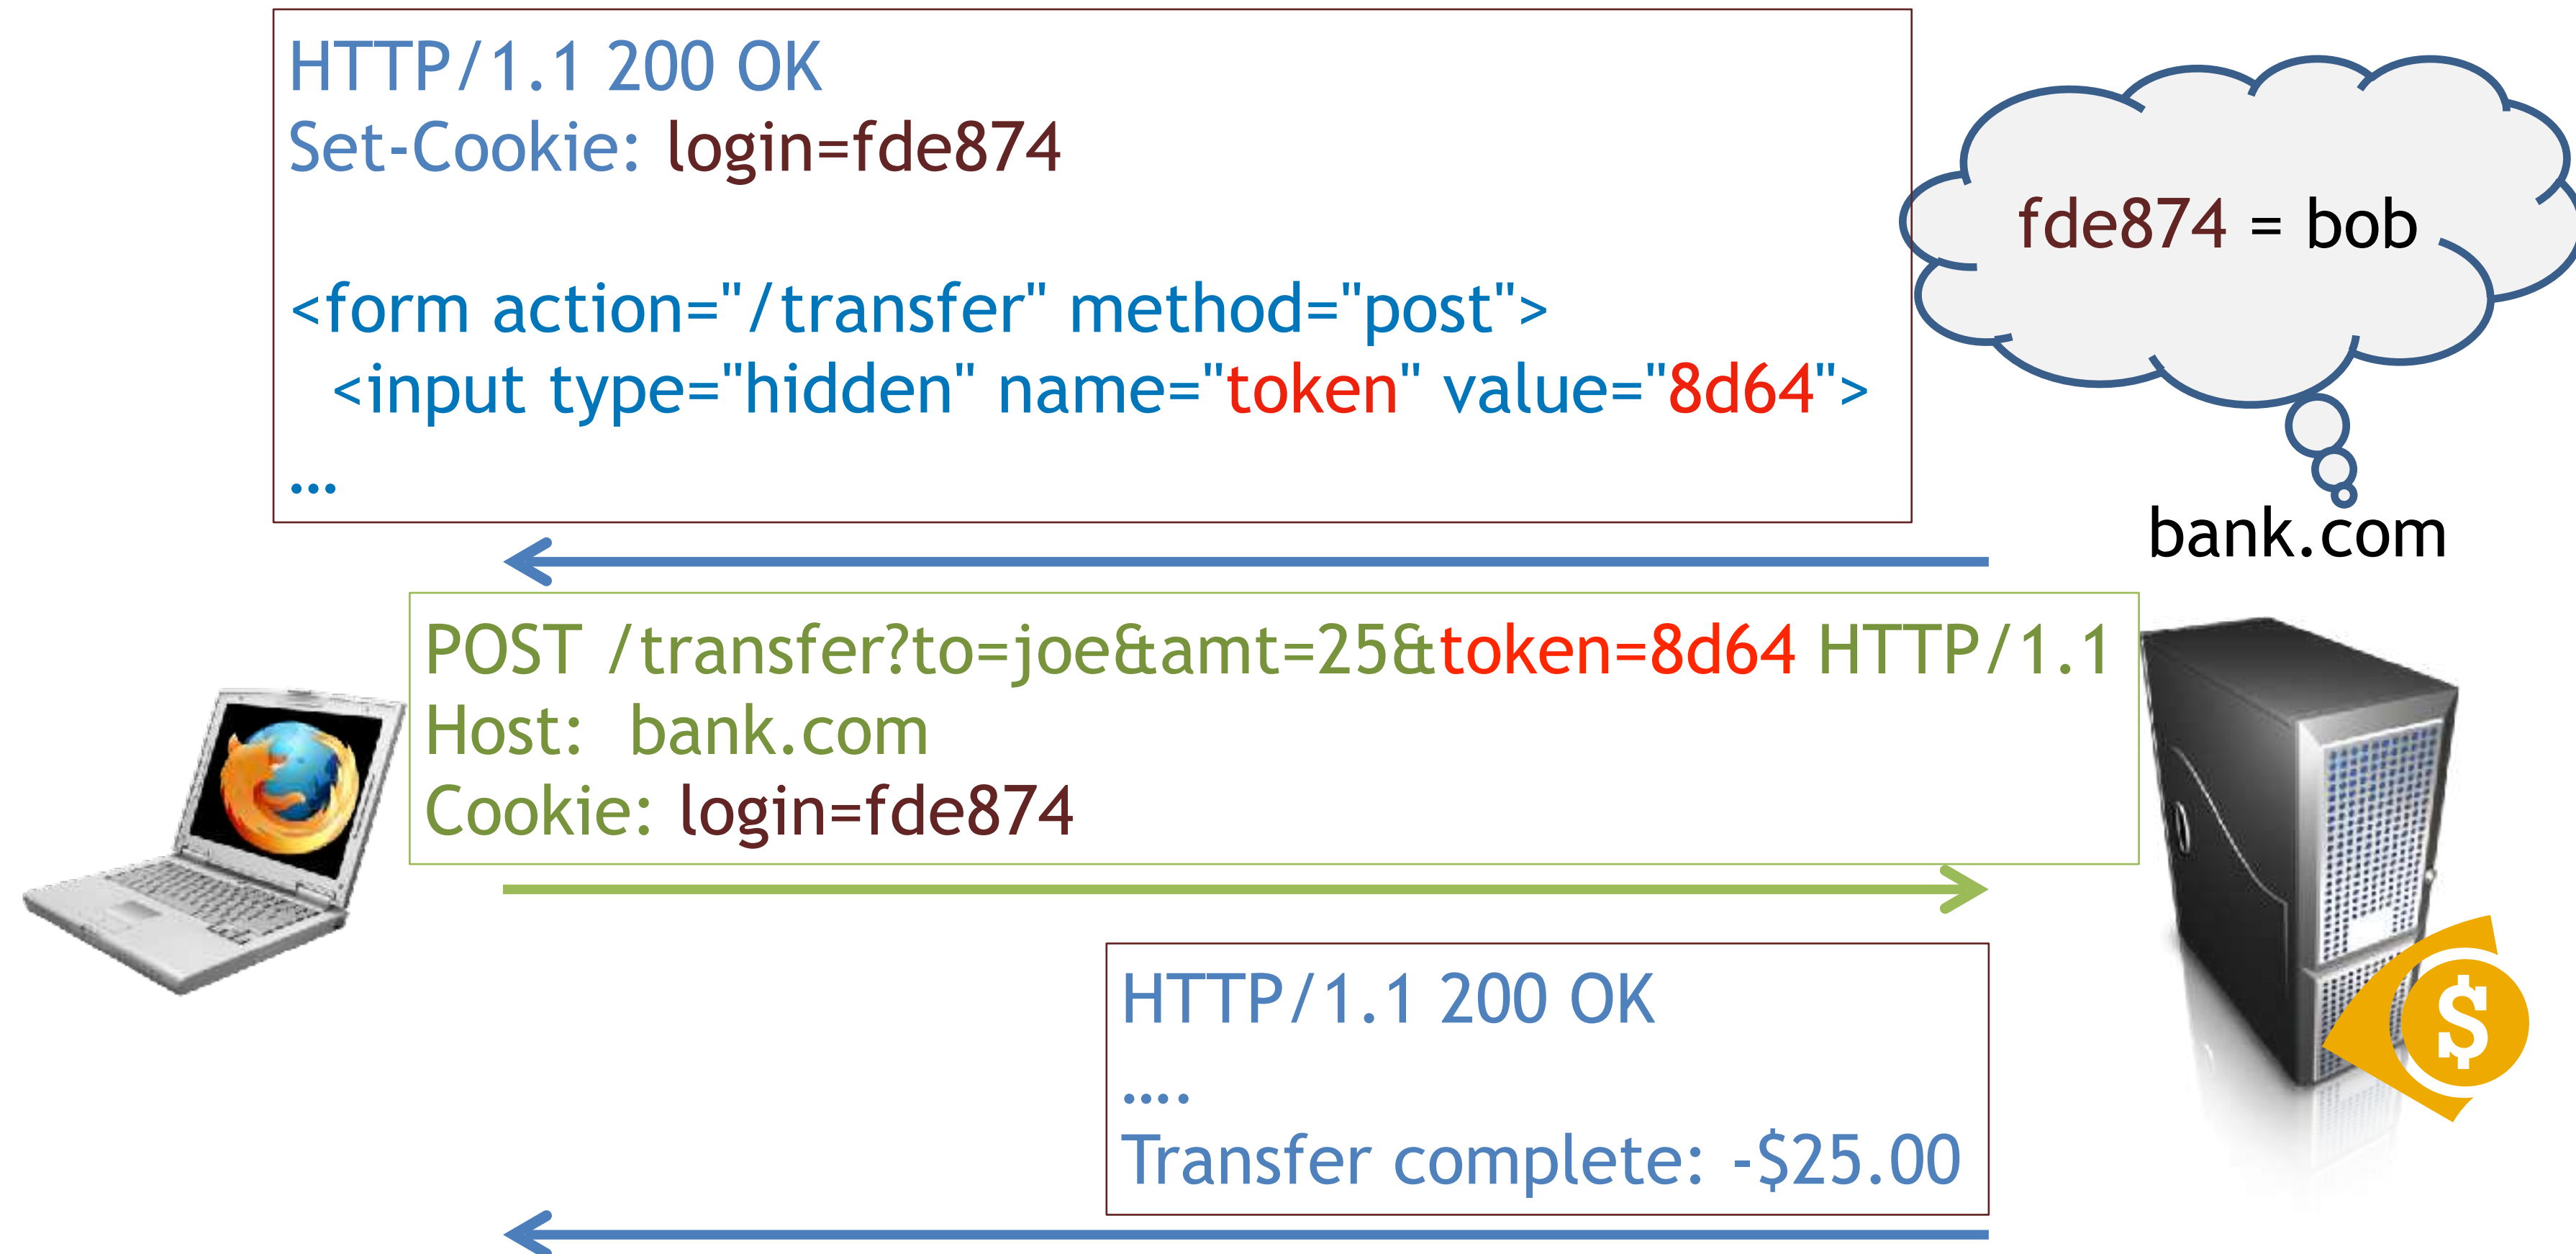 HTTP/1.1 200 OK
Set-Cookie: login=fde874
<form action="/transfer" method="post">
<input type="hidden" name="token" value="8d64">
...
fde874 = bob
bank.com
POST /transfer?to=joe&amt=25&token=8d64 HTTP/1.1
Host: bank.com
Cookie: login=fde874
HTTP/1.1 200 OK
....
Transfer complete: -$25.00
$